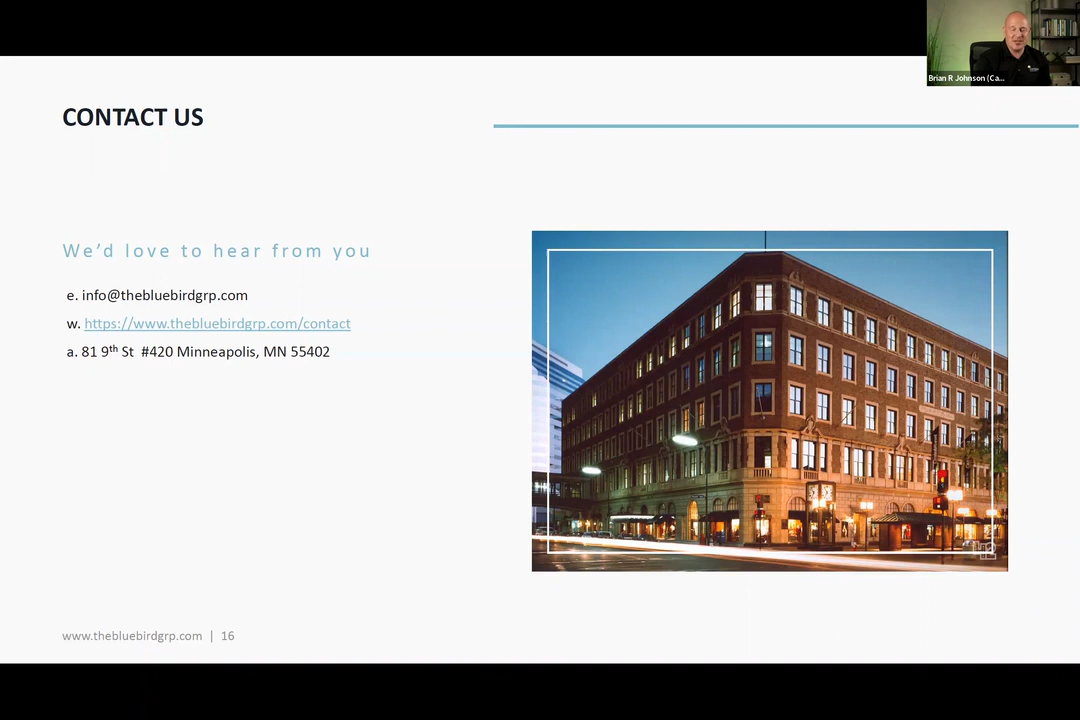 Brian R Johnson (Ca...
CONTACT US
We'd love to hear from you
e. info@thebluebirdgrp.com
w. https://www.thebluebirdgrp.com/contact
a. 81 9th St #420 Minneapolis, MN 55402
www.thebluebirdgrp.com | 16